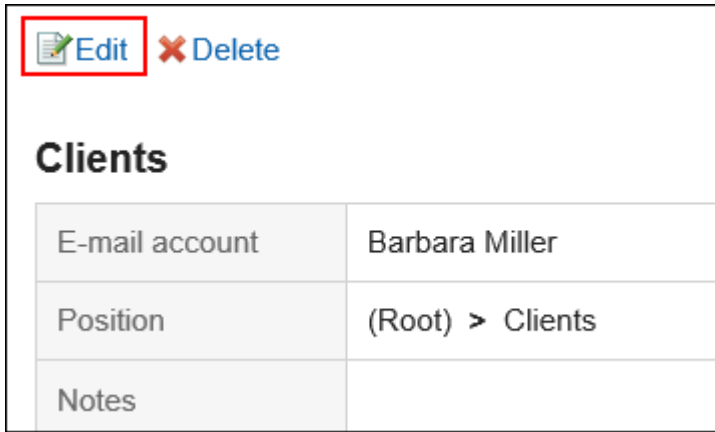 Edit Delete
Clients
E-mail account Barbara Miller
Position (Root) > Clients
Notes